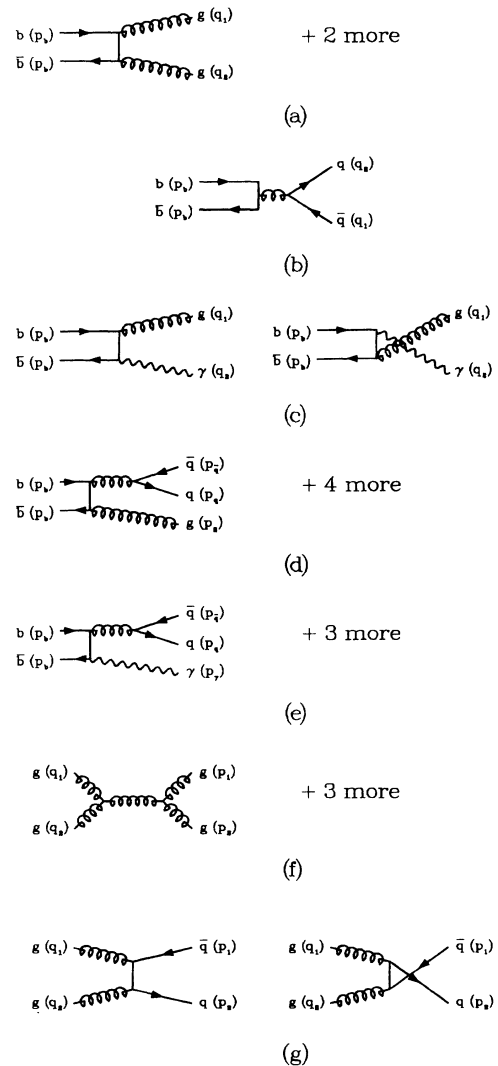 b (p_b) g (q_1)
b̄ (p_b̄) g (q_2)
+ 2 more
(a)
b (p_b) q (q_2)
b̄ (p_b̄) q̄ (q_1)
(b)
b (p_b) g (q_1) b (p_b) g (q_1)
b̄ (p_b̄) γ (q_2) b̄ (p_b̄) γ (q_2)
(c)
q̄ (p_q̄)
b (p_b) q (p_q) + 4 more
b̄ (p_b̄) g (p_g)
(d)
q̄ (p_q̄)
b (p_b) q (p_q) + 3 more
b̄ (p_b̄) γ (p_γ)
(e)
g (q_1) g (p_1) + 3 more
g (q_2) g (p_2)
(f)
g (q_1) q̄ (p_1) g (q_1) q̄ (p_1)
g (q_2) q (p_2) g (q_2) q (p_2)
(g)